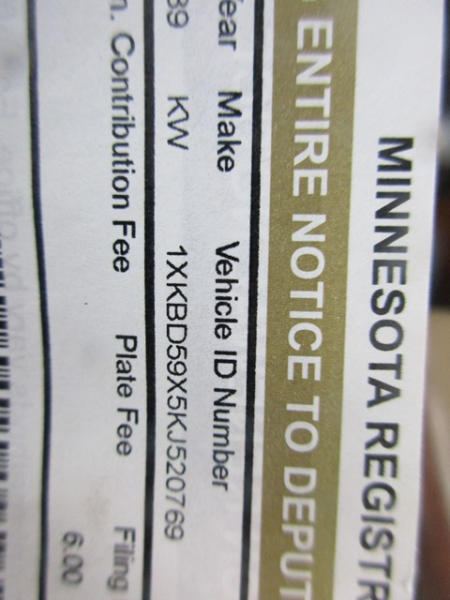 MINNESOTA REGISTR
ENTIRE NOTICE TO DEPUT
ear Make Vehicle ID Number
89 KW 1XKBD59X5KJ520769
n. Contribution Fee Plate Fee Filing
6.00